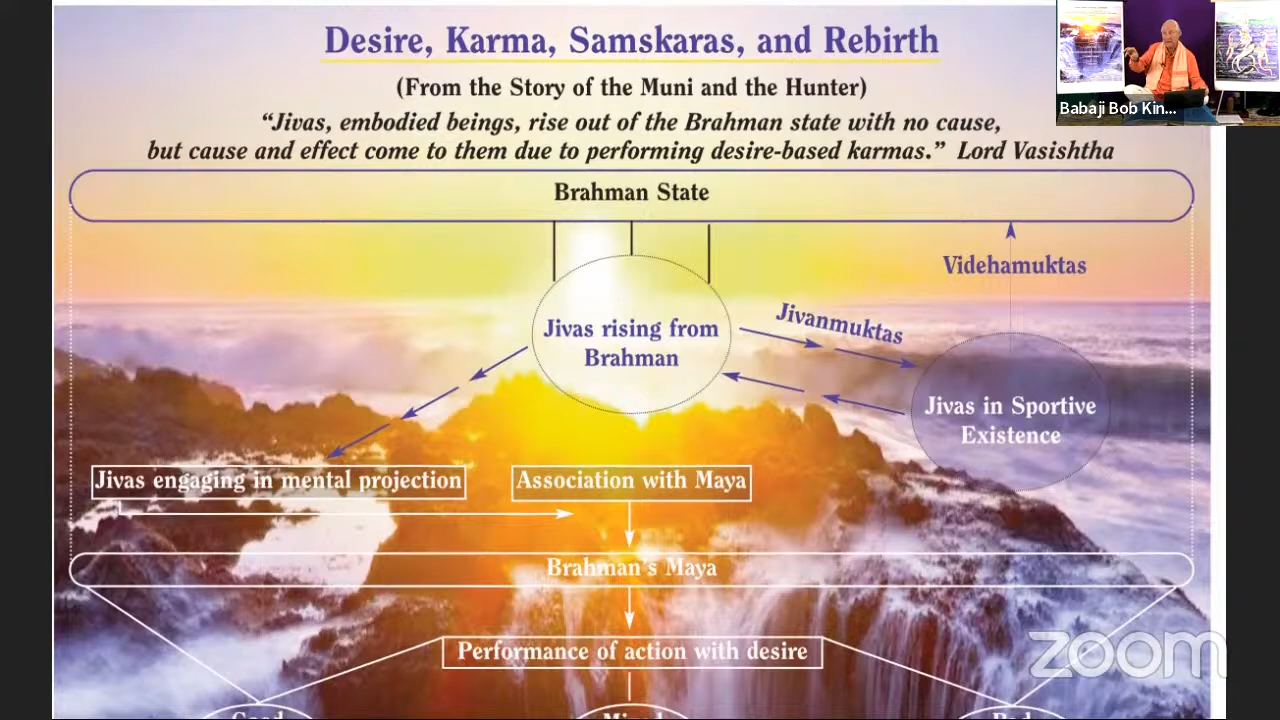 Desire, Karma, Samskaras, and Rebirth
(From the Story of the Muni and the Hunter)
“Jivas, embodied beings, rise out of the Brahman state with no cause,
but cause and effect come to them due to performing desire-based karmas.” Lord Vasishtha
Babaji Bob Kin...
Brahman State
Videhamuktas
Jivas rising from
Brahman
Jivanmuktas
Jivas in Sportive
Existence
Jivas engaging in mental projection
Association with Maya
Brahman's Maya
Performance of action with desire
zoom
Good
Mixed
Bad